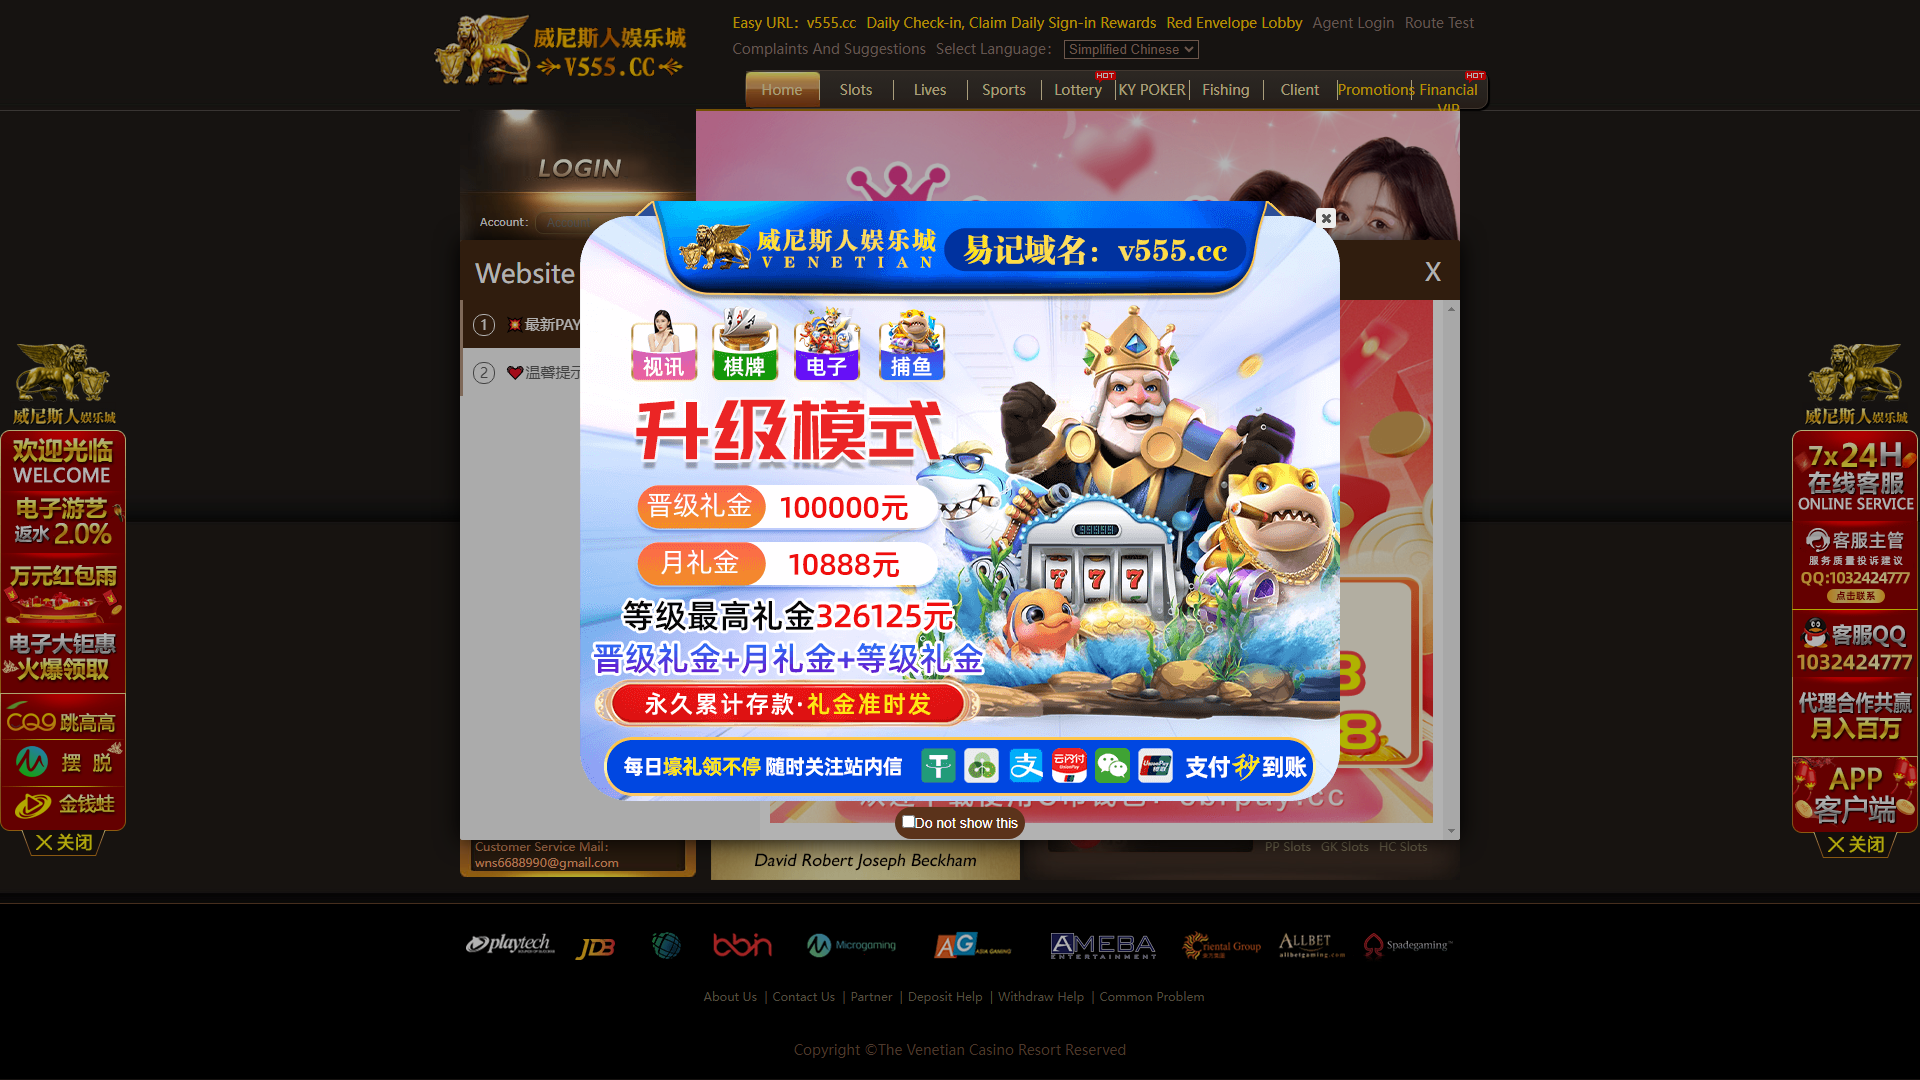 威尼斯人娱乐城
V555.CC
Easy URL：v555.cc Daily Check-in, Claim Daily Sign-in Rewards Red Envelope Lobby Agent Login Route Test
Complaints And Suggestions Select Language： Simplified Chinese
Home Slots Lives Sports Lottery HOT KY POKER Fishing Client Promotions Financial HOT
VIP
LOGIN
Account：
Website
X
1 最新PAY
2 温馨提示
威尼斯人娱乐城
VENETIAN
易记域名：v555.cc
视讯 棋牌 电子 捕鱼
升级模式
晋级礼金 100000元
月礼金 10888元
等级最高礼金326125元
晋级礼金+月礼金+等级礼金
永久累计存款·礼金准时发
每日壕礼领不停 随时关注站内信
云闪付
UnionPay
支付秒到账
55555
7 7 7
Do not show this
威尼斯人娱乐城
欢迎光临
WELCOME
电子游艺
返水2.0%
万元红包雨
电子大钜惠
火爆领取
CQ9 跳高高
摆脱
金钱蛙
关闭
威尼斯人娱乐城
7x24H
在线客服
ONLINE SERVICE
客服主管
服务质量投诉建议
QQ:1032424777
点击联系
客服QQ
1032424777
代理合作共赢
月入百万
APP
客户端
关闭
Customer Service Mail：
wns6688990@gmail.com
David Robert Joseph Beckham
PP Slots GK Slots HC Slots
playtech JDB bbin Microgaming AG ASIA GAMING AMEBA ENTERTAINMENT Oriental Group ALLBET allbetgaming.com Spadegaming
About Us | Contact Us | Partner | Deposit Help | Withdraw Help | Common Problem
Copyright ©The Venetian Casino Resort Reserved